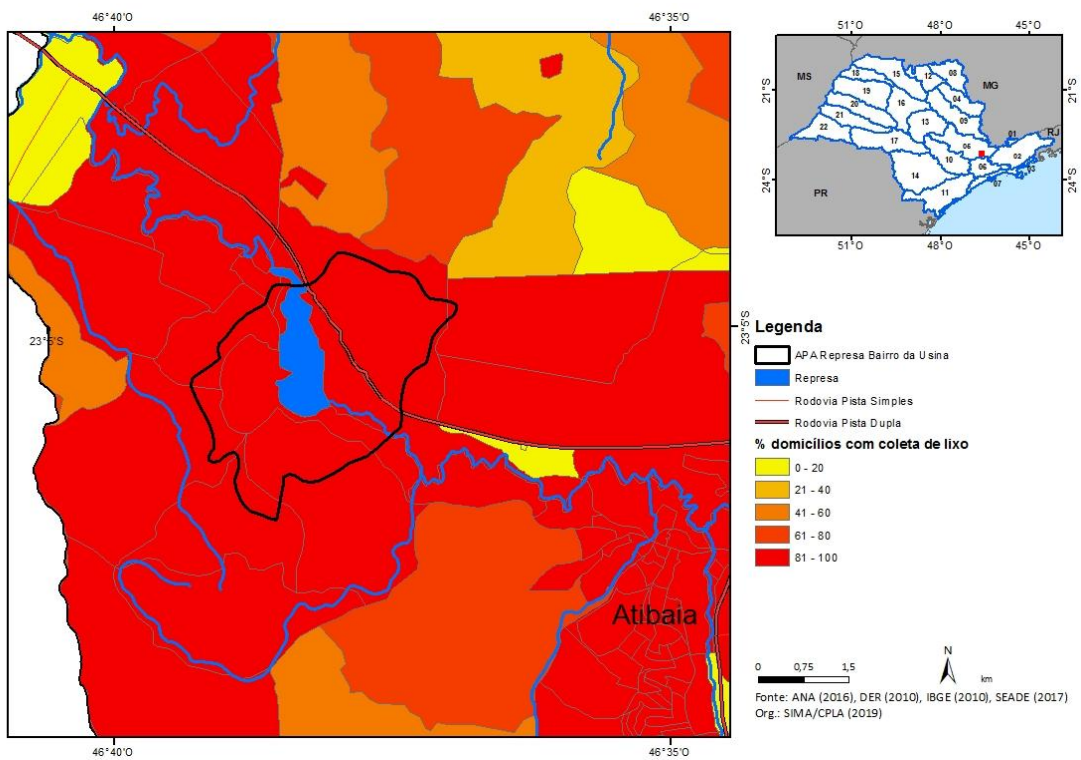 46°40'O
46°35'O
23°5'S
23°5'S
Atibaia
46°40'O
46°35'O
51°O
48°O
45°O
21°S
21°S
24°S
24°S
MS
MG
RJ
PR
18
15
12
08
19
16
04
20
21
13
09
22
17
06
01
10
06
02
03
14
07
11
51°O
48°O
45°O
Legenda
APA Represa Bairro da Usina
Represa
Rodovia Pista Simples
Rodovia Pista Dupla
% domicílios com coleta de lixo
0 - 20
21 - 40
41 - 60
61 - 80
81 - 100
N
0 0,75 1,5
km
Fonte: ANA (2016), DER (2010), IBGE (2010), SEADE (2017)
Org.: SIMA/CPLA (2019)